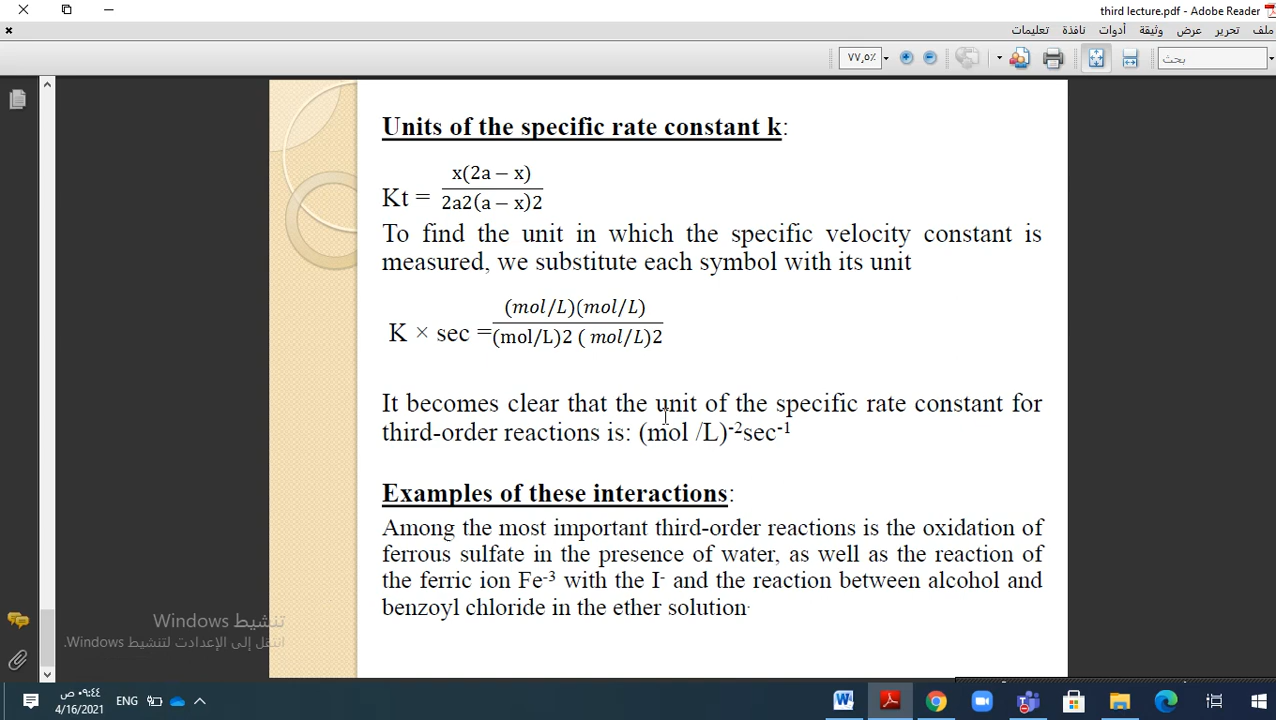 third lecture.pdf - Adobe Reader
ملف تحرير عرض وثيقة أدوات نافذة تعليمات
٧٧,٥٪
بحث
Units of the specific rate constant k:
Kt = x(2a – x)
2a2(a – x)2
To find the unit in which the specific velocity constant is
measured, we substitute each symbol with its unit
K × sec = (mol/L)(mol/L)
(mol/L)2 ( mol/L)2
It becomes clear that the unit of the specific rate constant for
third-order reactions is: (mol /L)-2sec-1
Examples of these interactions:
Among the most important third-order reactions is the oxidation of
ferrous sulfate in the presence of water, as well as the reaction of
the ferric ion Fe-3 with the I- and the reaction between alcohol and
benzoyl chloride in the ether solution.
تنشيط Windows
انتقل إلى الإعدادت لتنشيط Windows.
٠٩:٤٤ ص
4/16/2021
ENG